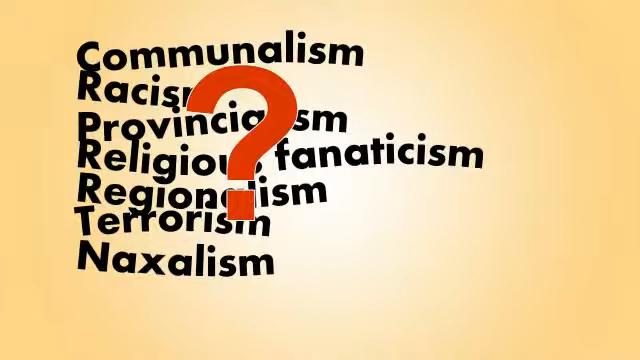 Communalism
Racism
Provincialism
Religious fanaticism
Regionalism
Terrorism
Naxalism
?